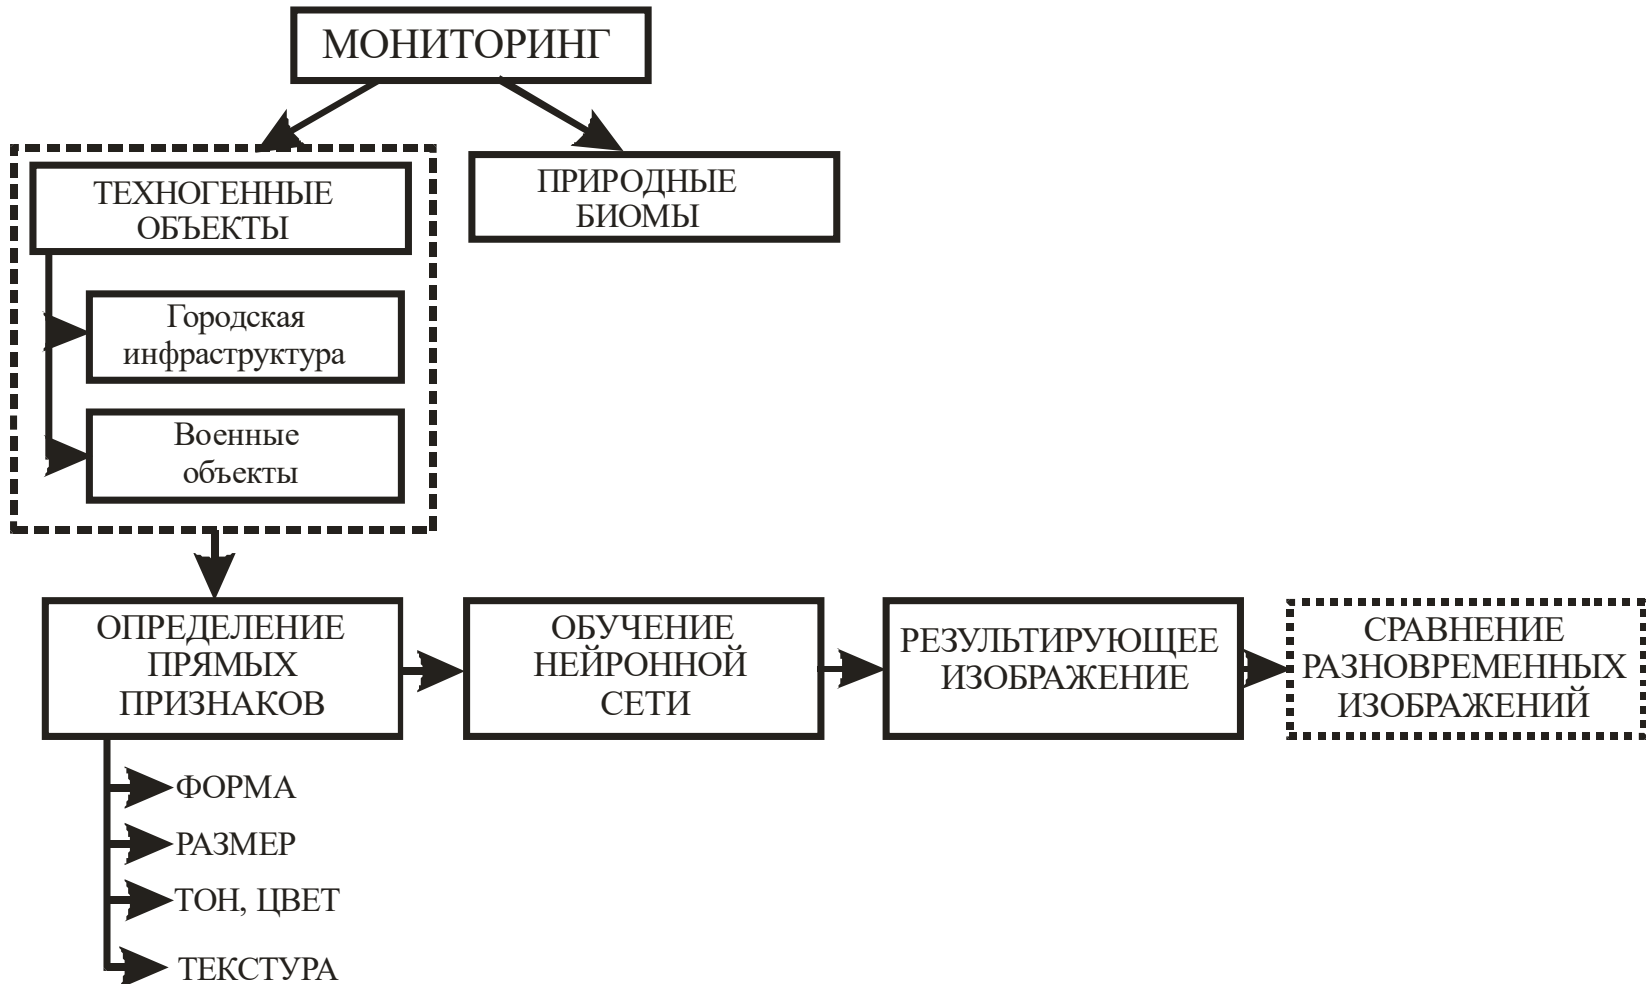 МОНИТОРИНГ
ТЕХНОГЕННЫЕ
ОБЪЕКТЫ
ПРИРОДНЫЕ
БИОМЫ
Городская
инфраструктура
Военные
объекты
ОПРЕДЕЛЕНИЕ
ПРЯМЫХ
ПРИЗНАКОВ
ОБУЧЕНИЕ
НЕЙРОННОЙ
СЕТИ
РЕЗУЛЬТИРУЮЩЕЕ
ИЗОБРАЖЕНИЕ
СРАВНЕНИЕ
РАЗНОВРЕМЕННЫХ
ИЗОБРАЖЕНИЙ
ФОРМА
РАЗМЕР
ТОН, ЦВЕТ
ТЕКСТУРА